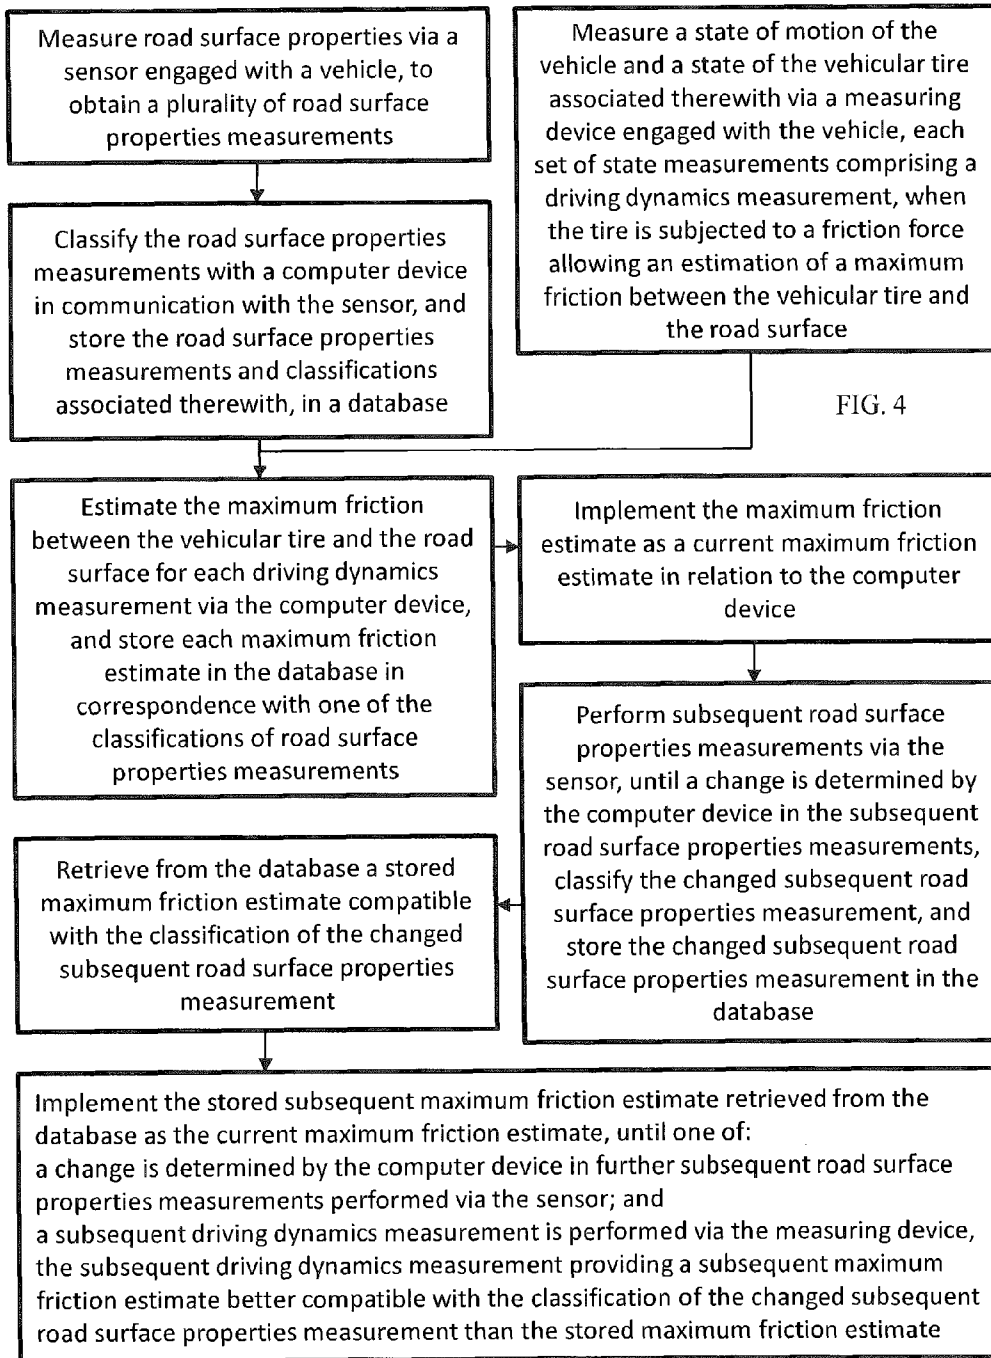 Measure road surface properties via a
sensor engaged with a vehicle, to
obtain a plurality of road surface
properties measurements
Measure a state of motion of the
vehicle and a state of the vehicular tire
associated therewith via a measuring
device engaged with the vehicle, each
set of state measurements comprising a
driving dynamics measurement, when
the tire is subjected to a friction force
allowing an estimation of a maximum
friction between the vehicular tire and
the road surface
Classify the road surface properties
measurements with a computer device
in communication with the sensor, and
store the road surface properties
measurements and classifications
associated therewith, in a database
FIG. 4
Estimate the maximum friction
between the vehicular tire and the road
surface for each driving dynamics
measurement via the computer device,
and store each maximum friction
estimate in the database in
correspondence with one of the
classifications of road surface
properties measurements
Implement the maximum friction
estimate as a current maximum friction
estimate in relation to the computer
device
Perform subsequent road surface
properties measurements via the
sensor, until a change is determined by
the computer device in the subsequent
road surface properties measurements,
classify the changed subsequent road
surface properties measurement, and
store the changed subsequent road
surface properties measurement in the
database
Retrieve from the database a stored
maximum friction estimate compatible
with the classification of the changed
subsequent road surface properties
measurement
Implement the stored subsequent maximum friction estimate retrieved from the
database as the current maximum friction estimate, until one of:
a change is determined by the computer device in further subsequent road surface
properties measurements performed via the sensor; and
a subsequent driving dynamics measurement is performed via the measuring device,
the subsequent driving dynamics measurement providing a subsequent maximum
friction estimate better compatible with the classification of the changed subsequent
road surface properties measurement than the stored maximum friction estimate